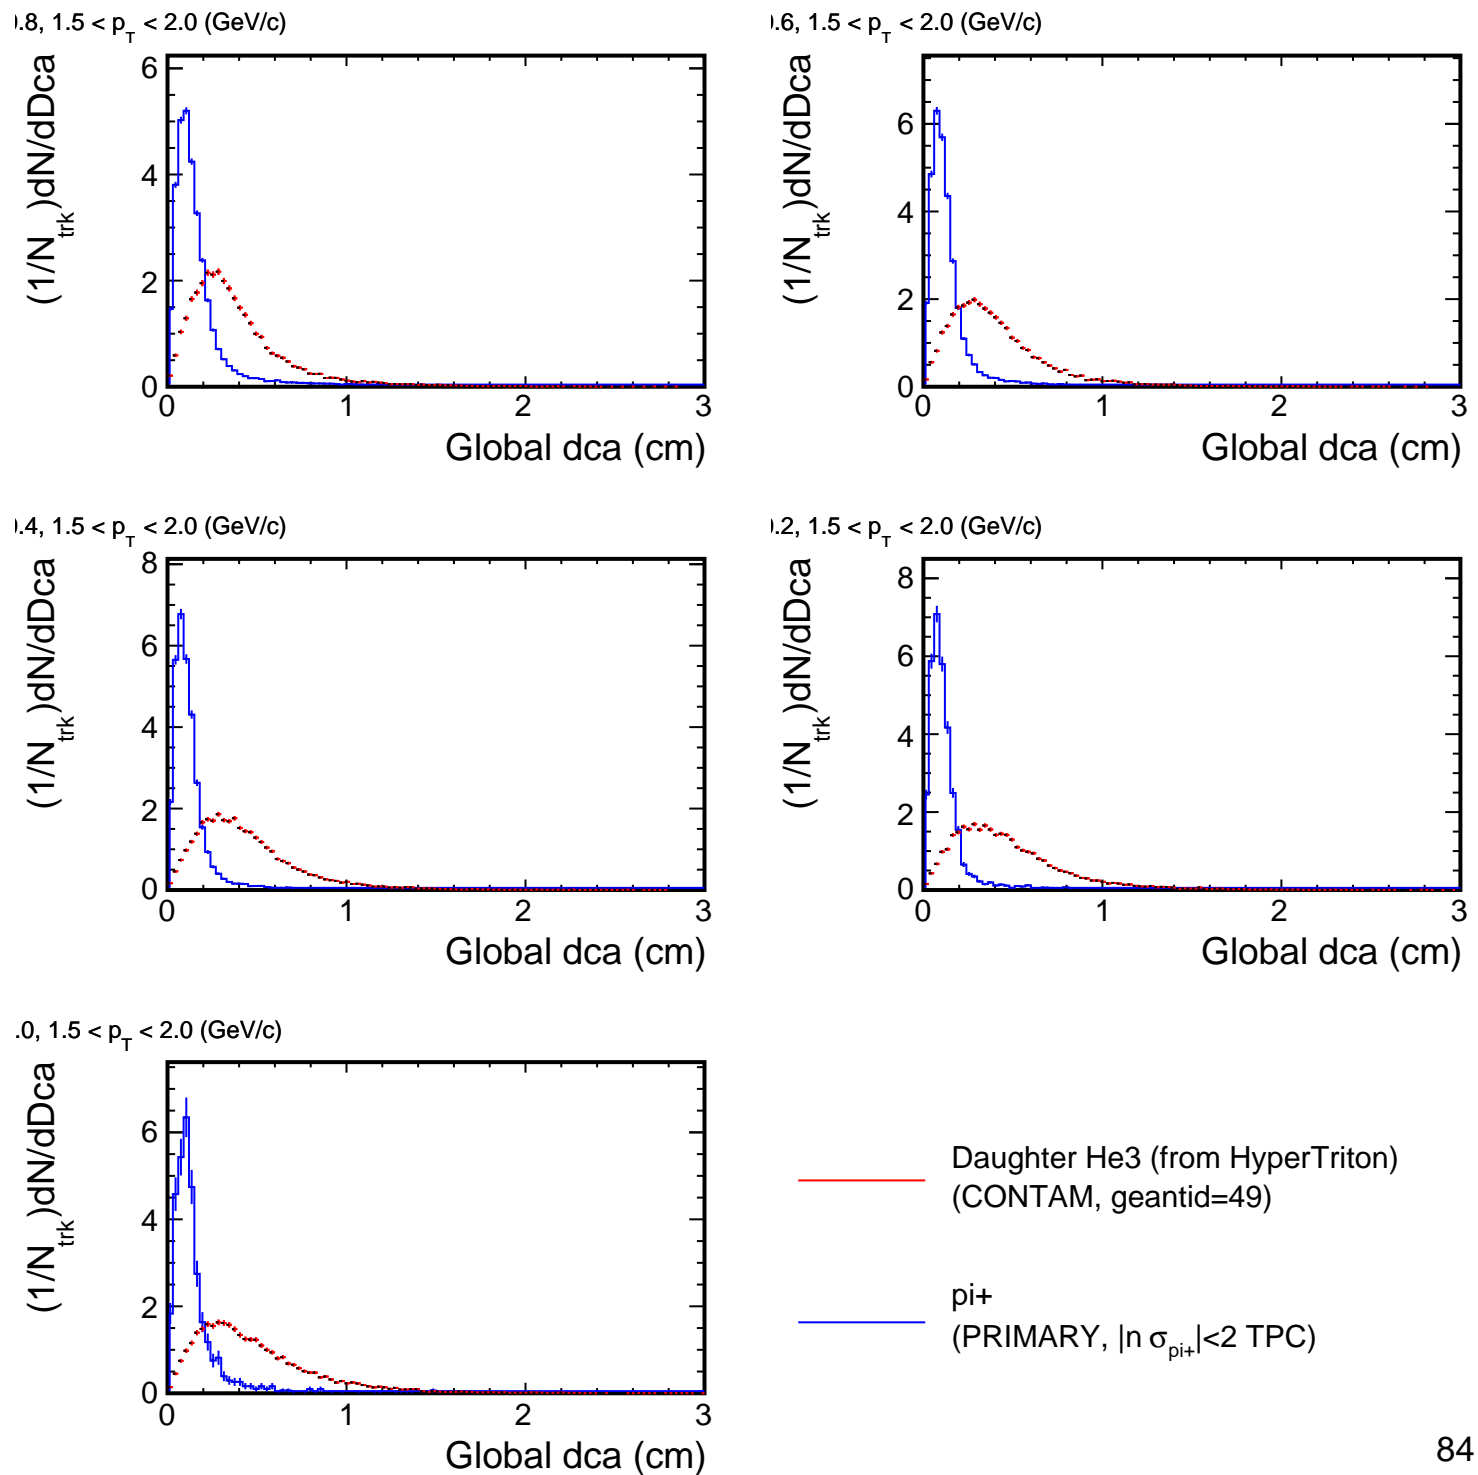 ).8, 1.5 < pT < 2.0 (GeV/c)
(1/Ntrk)dN/dDca
6
4
2
0
0 1 2 3
Global dca (cm)
).6, 1.5 < pT < 2.0 (GeV/c)
(1/Ntrk)dN/dDca
6
4
2
0
0 1 2 3
Global dca (cm)
).4, 1.5 < pT < 2.0 (GeV/c)
(1/Ntrk)dN/dDca
8
6
4
2
0
0 1 2 3
Global dca (cm)
).2, 1.5 < pT < 2.0 (GeV/c)
(1/Ntrk)dN/dDca
8
6
4
2
0
0 1 2 3
Global dca (cm)
.0, 1.5 < pT < 2.0 (GeV/c)
(1/Ntrk)dN/dDca
6
4
2
0
0 1 2 3
Global dca (cm)
Daughter He3 (from HyperTriton)
(CONTAM, geantid=49)
pi+
(PRIMARY, |n σpi+|<2 TPC)
84